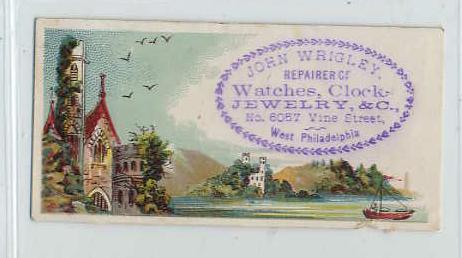 JOHN WRIGLEY,
REPAIRER OF
Watches, Clock
JEWELRY, &C.,
No. 6057 Vine Street,
West Philadelphia